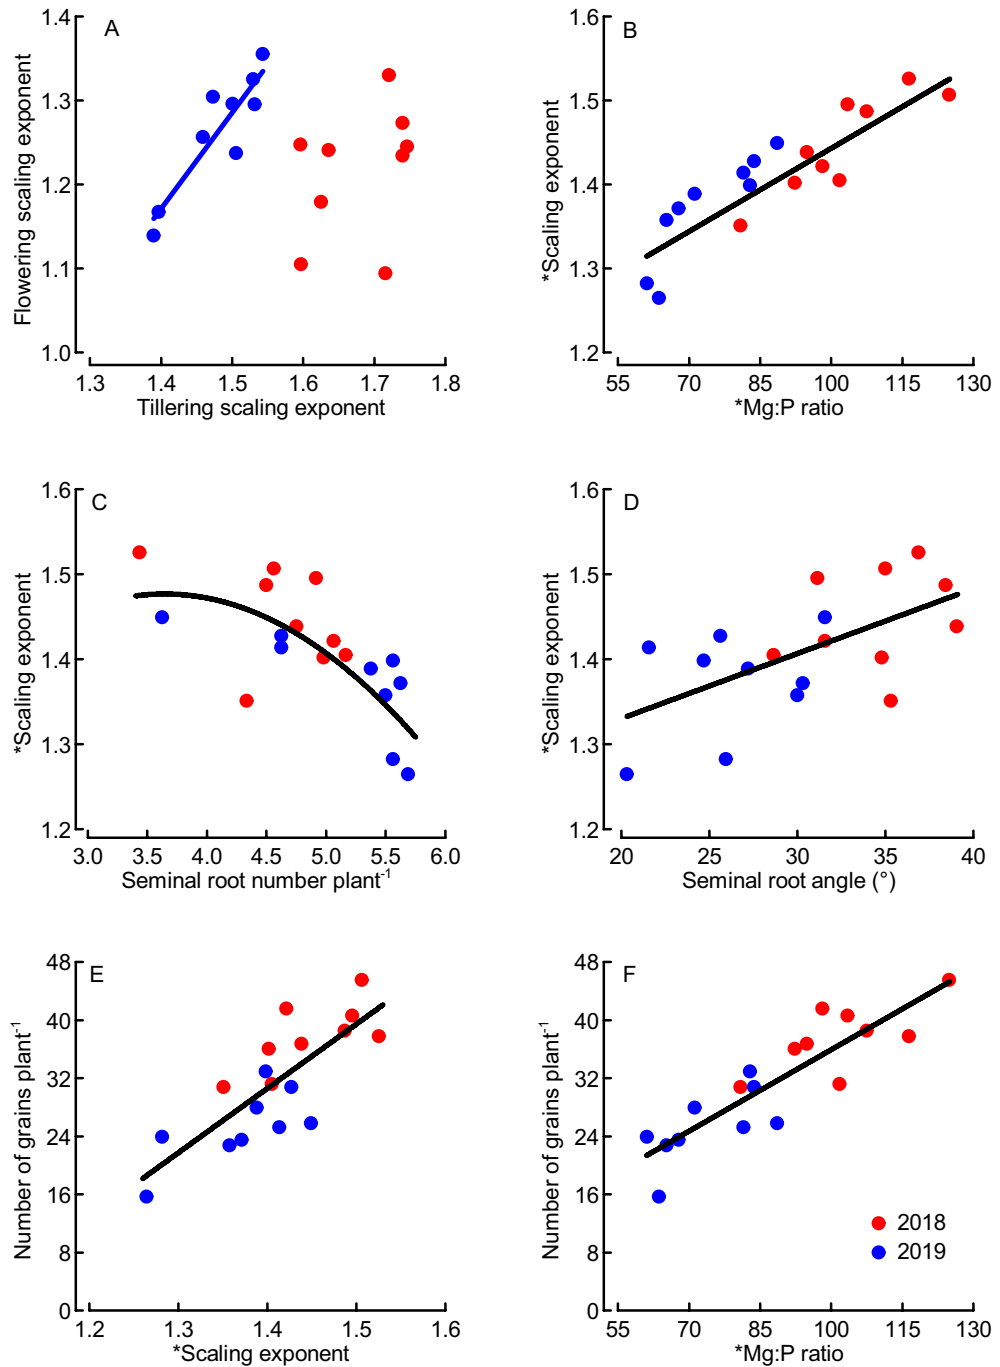 A
1.4
1.3
1.2
1.1
1.0
Flowering scaling exponent
1.3 1.4 1.5 1.6 1.7 1.8
Tillering scaling exponent
B
1.6
1.5
1.4
1.3
1.2
*Scaling exponent
55 70 85 100 115 130
*Mg:P ratio
C
1.6
1.5
1.4
1.3
1.2
*Scaling exponent
3.0 3.5 4.0 4.5 5.0 5.5 6.0
Seminal root number plant⁻¹
D
1.6
1.5
1.4
1.3
1.2
*Scaling exponent
20 25 30 35 40
Seminal root angle (°)
E
48
40
32
24
16
8
0
Number of grains plant⁻¹
1.2 1.3 1.4 1.5 1.6
*Scaling exponent
F
48
40
32
24
16
8
0
Number of grains plant⁻¹
2018
2019
55 70 85 100 115 130
*Mg:P ratio